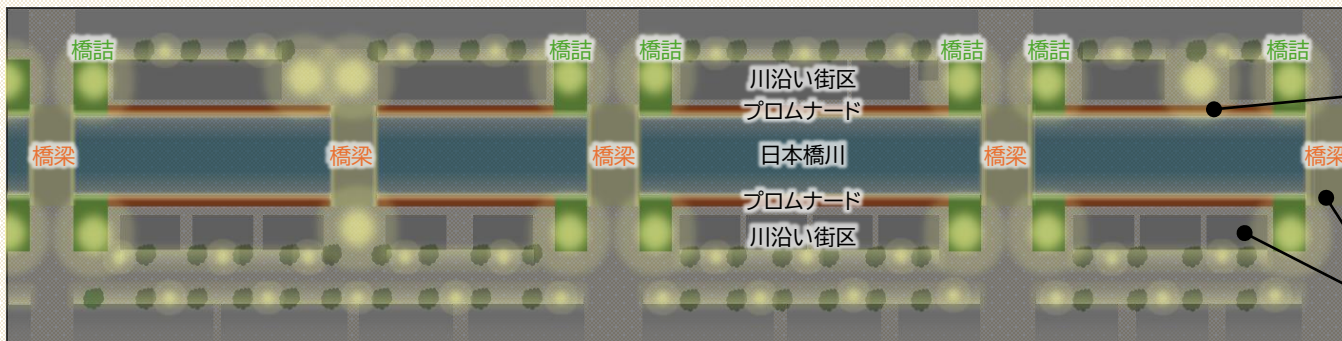 橋詰 橋詰 橋詰 橋詰 橋詰 橋詰
川沿い街区
プロムナード
橋梁 橋梁 橋梁 日本橋川 橋梁 橋梁
プロムナード
川沿い街区